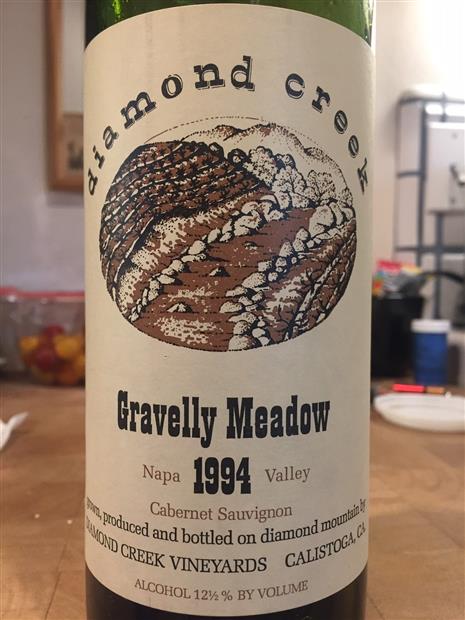 diamond creek
Gravelly Meadow
Napa 1994 Valley
Cabernet Sauvignon
grown, produced and bottled on diamond mountain by
DIAMOND CREEK VINEYARDS CALISTOGA, CA.
ALCOHOL 12½ % BY VOLUME